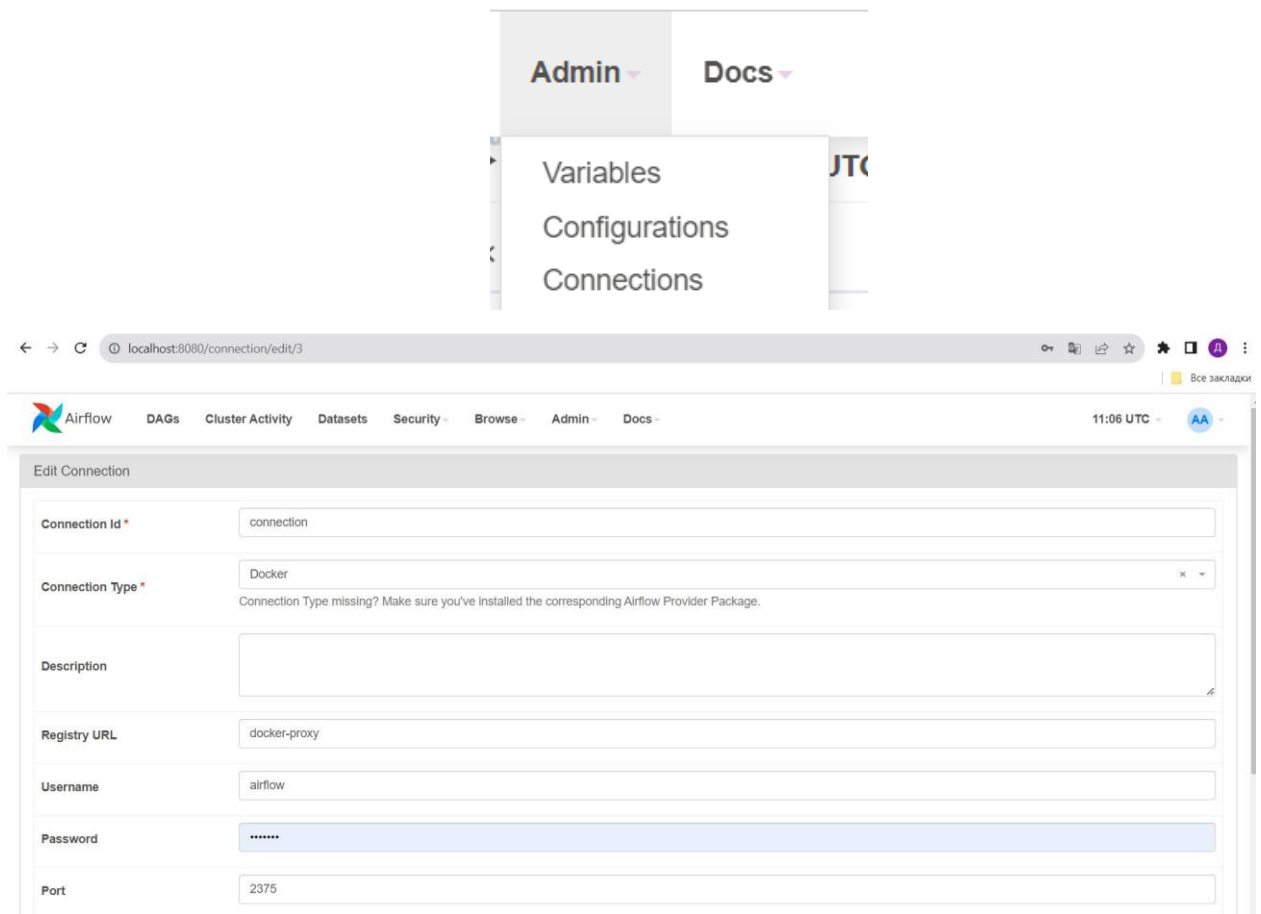 Admin Docs
Variables
Configurations
Connections
localhost:8080/connection/edit/3
Д
Все закладки
Airflow DAGs Cluster Activity Datasets Security Browse Admin Docs 11:06 UTC AA
Edit Connection
Connection Id * connection
Connection Type * Docker
Connection Type missing? Make sure you've installed the corresponding Airflow Provider Package.
Description
Registry URL docker-proxy
Username airflow
Password •••••••
Port 2375